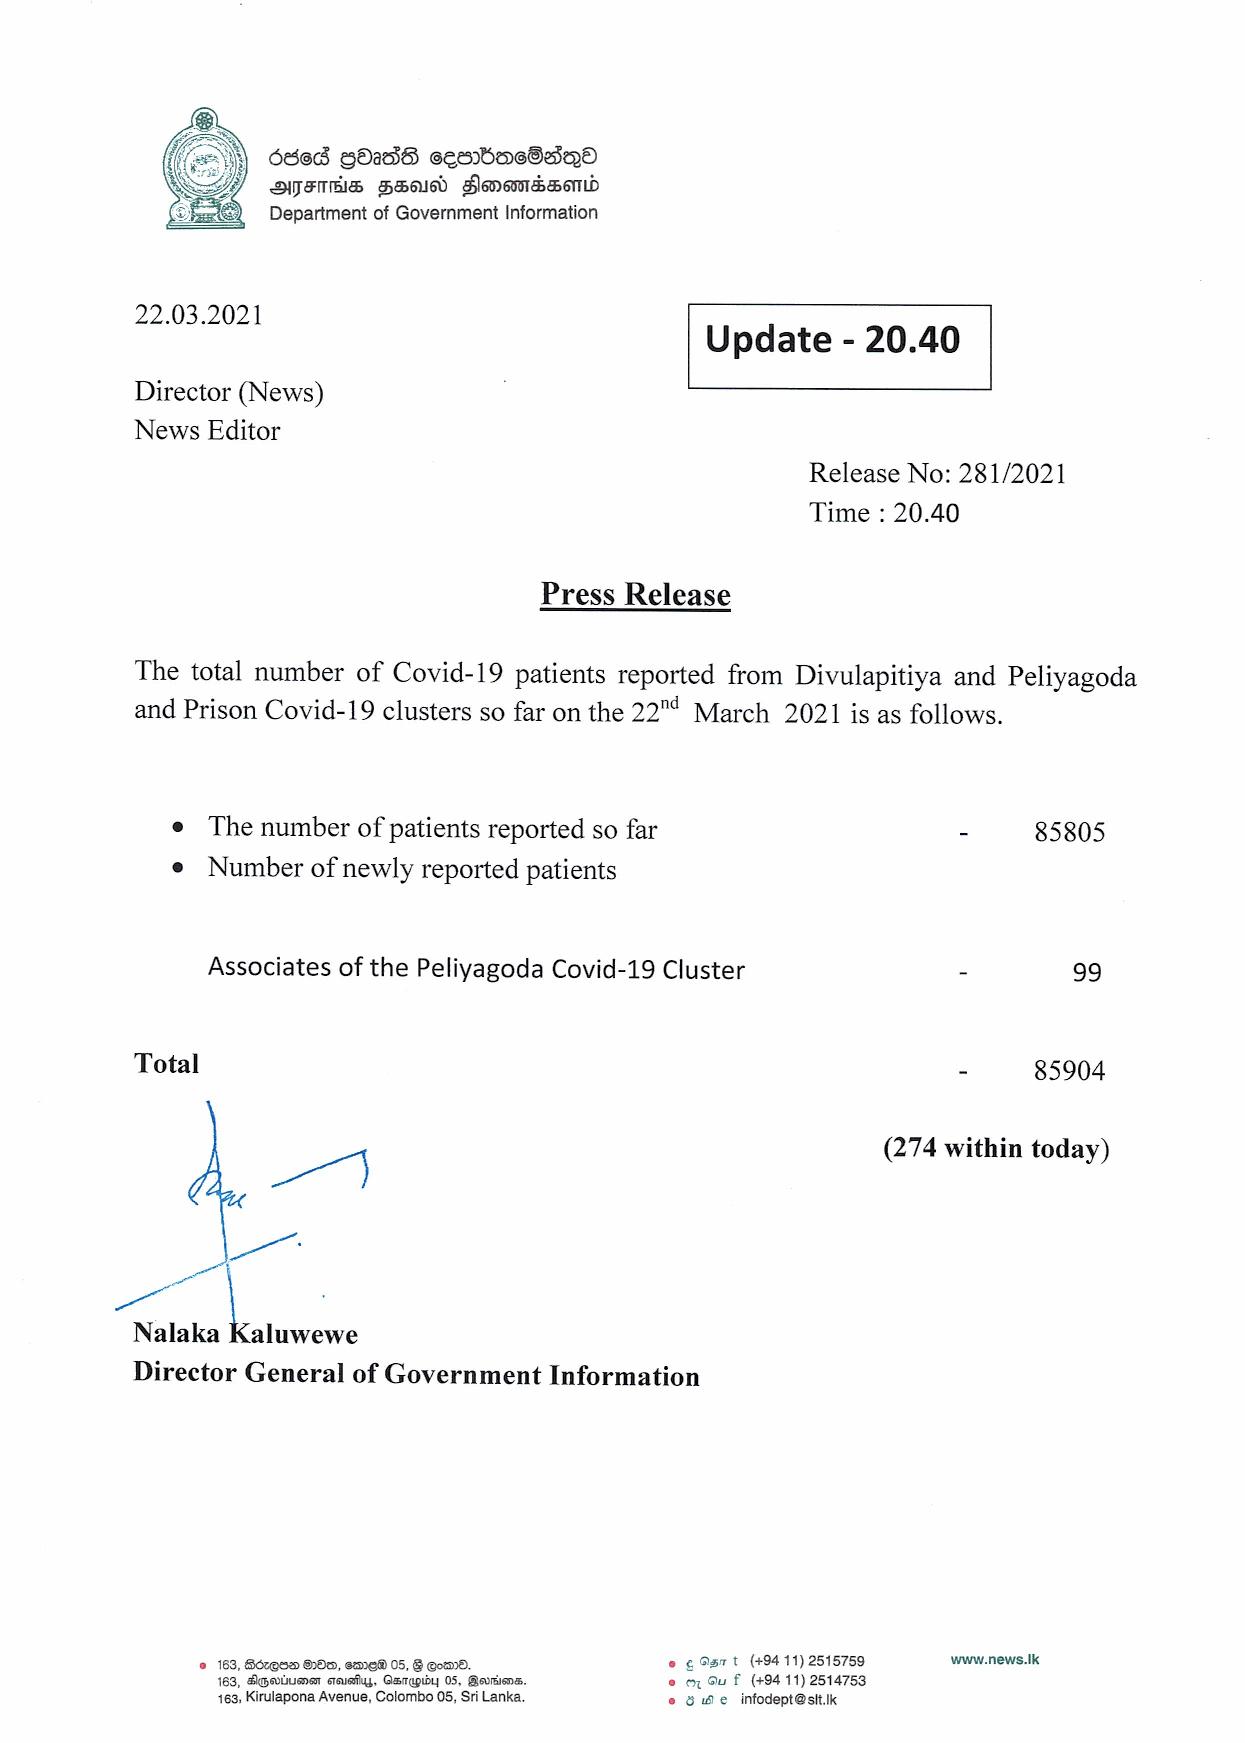 රජයේ ප්‍රවෘත්ති දෙපාර්තමේන්තුව
அரசாங்க தகவல் திணைக்களம்
Department of Government Information
22.03.2021
Update - 20.40
Director (News)
News Editor
Release No: 281/2021
Time : 20.40
Press Release
The total number of Covid-19 patients reported from Divulapitiya and Peliyagoda
and Prison Covid-19 clusters so far on the 22nd March 2021 is as follows.
• The number of patients reported so far - 85805
• Number of newly reported patients
Associates of the Peliyagoda Covid-19 Cluster - 99
Total - 85904
(274 within today)
Nalaka Kaluwewe
Director General of Government Information
163, කිරුලපන මාවත, කොළඹ 05, ශ්‍රී ලංකාව.
163, கிருலப்பனை எவனியூ, கொழும்பு 05, இலங்கை.
163, Kirulapona Avenue, Colombo 05, Sri Lanka.
දු தொ t (+94 11) 2515759
ෆැ பெ f (+94 11) 2514753
ඊ மி e infodept@slt.lk
www.news.lk